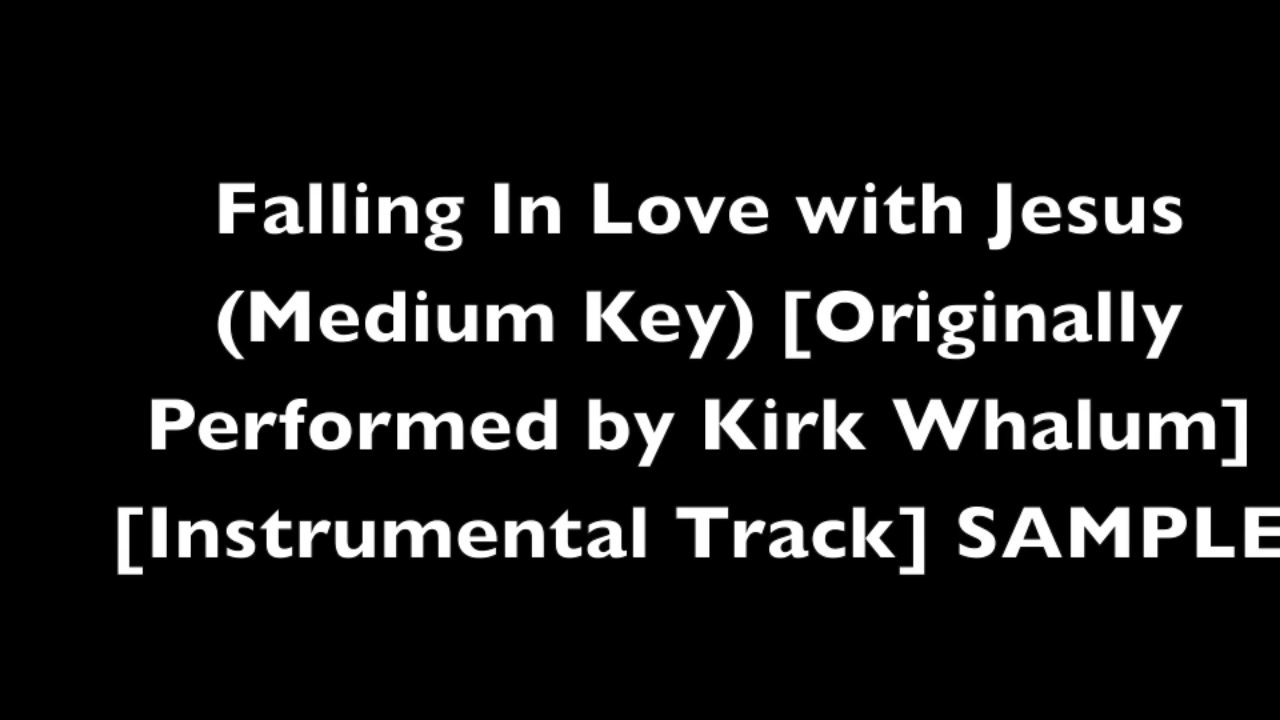 Falling In Love with Jesus
(Medium Key) [Originally
Performed by Kirk Whalum]
[Instrumental Track] SAMPLE